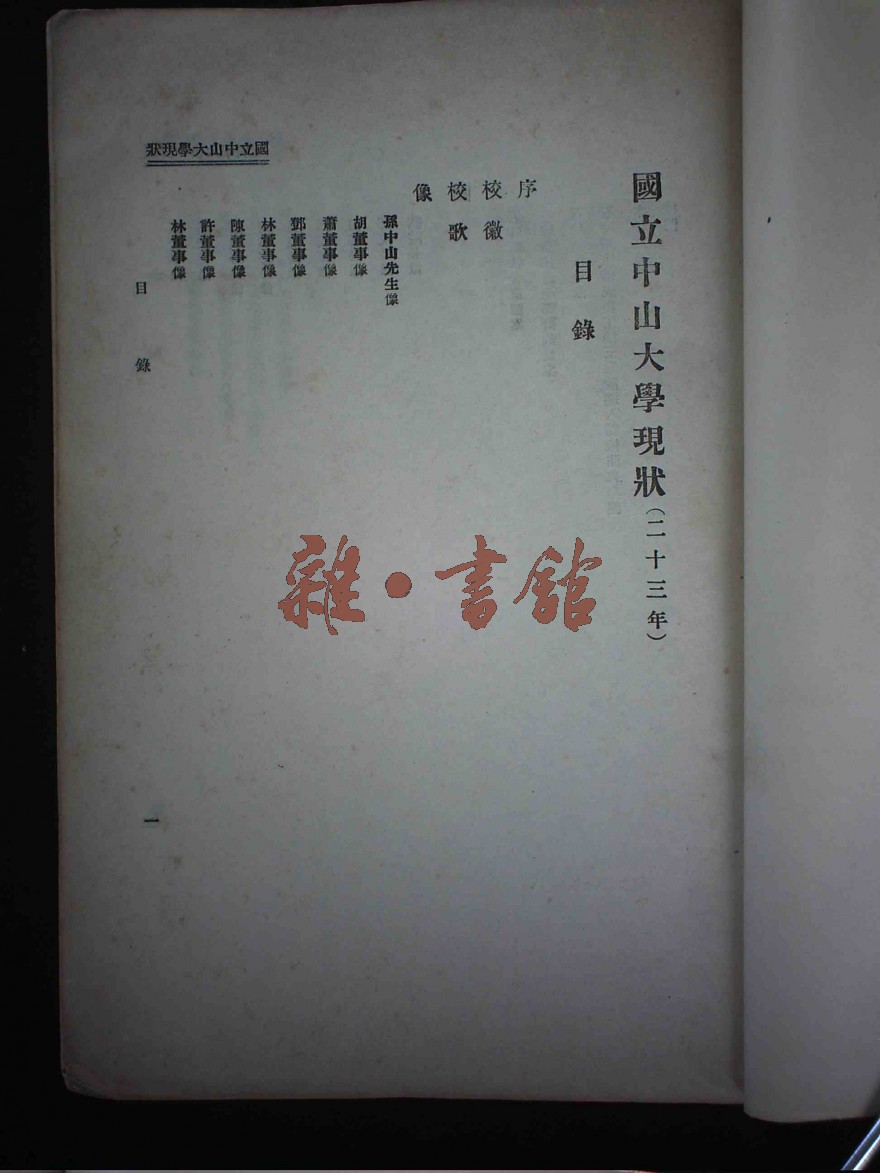 國立中山大學現狀（二十三年）
目錄
序
校徽
校歌
像
孫中山先生像
胡董事像
蕭董事像
鄧董事像
林董事像
陳董事像
許董事像
林董事像
國立中山大學現狀
目錄
一
雜·書館